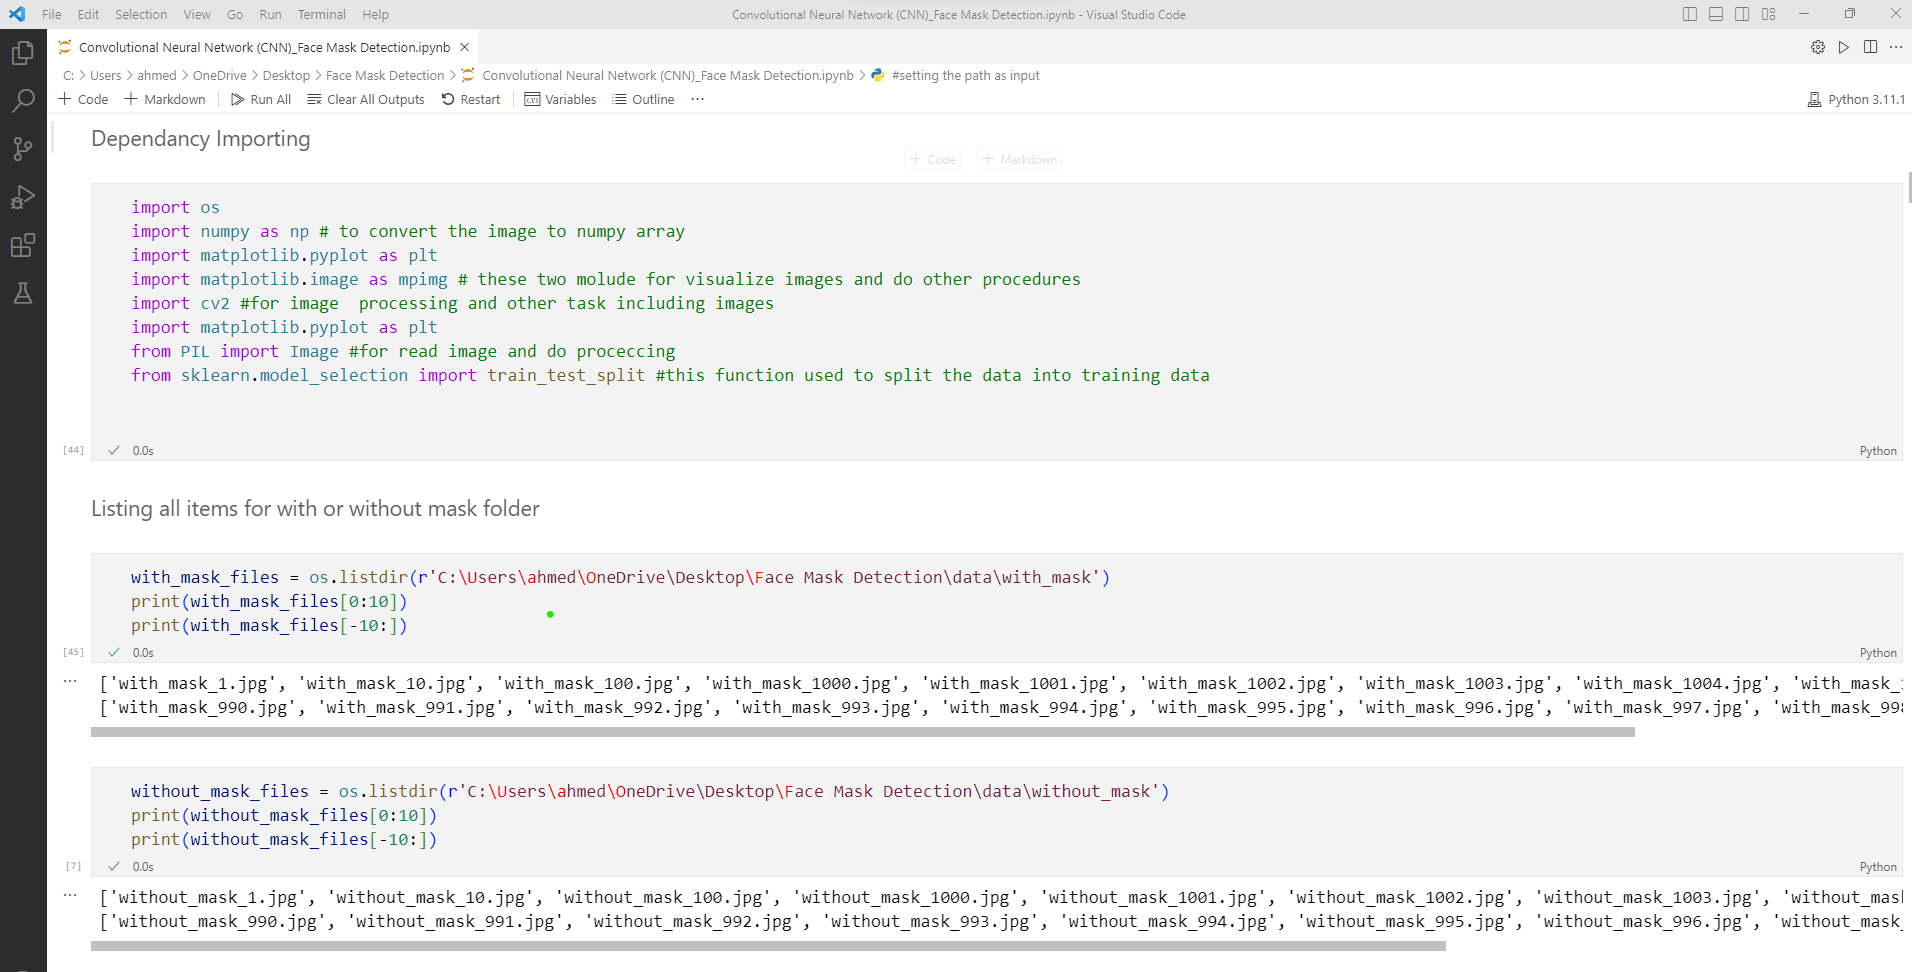 File Edit Selection View Go Run Terminal Help
Convolutional Neural Network (CNN)_Face Mask Detection.ipynb - Visual Studio Code
Convolutional Neural Network (CNN)_Face Mask Detection.ipynb
C: > Users > ahmed > OneDrive > Desktop > Face Mask Detection > Convolutional Neural Network (CNN)_Face Mask Detection.ipynb > #setting the path as input
+ Code + Markdown Run All Clear All Outputs Restart Variables Outline ...
Python 3.11.1
Dependancy Importing
+ Code + Markdown
import os
import numpy as np # to convert the image to numpy array
import matplotlib.pyplot as plt
import matplotlib.image as mpimg # these two molude for visualize images and do other procedures
import cv2 #for image  processing and other task including images
import matplotlib.pyplot as plt
from PIL import Image #for read image and do proceccing
from sklearn.model_selection import train_test_split #this function used to split the data into training data
[44] 0.0s Python
Listing all items for with or without mask folder
with_mask_files = os.listdir(r'C:\Users\ahmed\OneDrive\Desktop\Face Mask Detection\data\with_mask')
print(with_mask_files[0:10])
print(with_mask_files[-10:])
[45] 0.0s Python
['with_mask_1.jpg', 'with_mask_10.jpg', 'with_mask_100.jpg', 'with_mask_1000.jpg', 'with_mask_1001.jpg', 'with_mask_1002.jpg', 'with_mask_1003.jpg', 'with_mask_1004.jpg', 'with_mask_
['with_mask_990.jpg', 'with_mask_991.jpg', 'with_mask_992.jpg', 'with_mask_993.jpg', 'with_mask_994.jpg', 'with_mask_995.jpg', 'with_mask_996.jpg', 'with_mask_997.jpg', 'with_mask_998
without_mask_files = os.listdir(r'C:\Users\ahmed\OneDrive\Desktop\Face Mask Detection\data\without_mask')
print(without_mask_files[0:10])
print(without_mask_files[-10:])
[7] 0.0s Python
['without_mask_1.jpg', 'without_mask_10.jpg', 'without_mask_100.jpg', 'without_mask_1000.jpg', 'without_mask_1001.jpg', 'without_mask_1002.jpg', 'without_mask_1003.jpg', 'without_mask
['without_mask_990.jpg', 'without_mask_991.jpg', 'without_mask_992.jpg', 'without_mask_993.jpg', 'without_mask_994.jpg', 'without_mask_995.jpg', 'without_mask_996.jpg', 'without_mask_